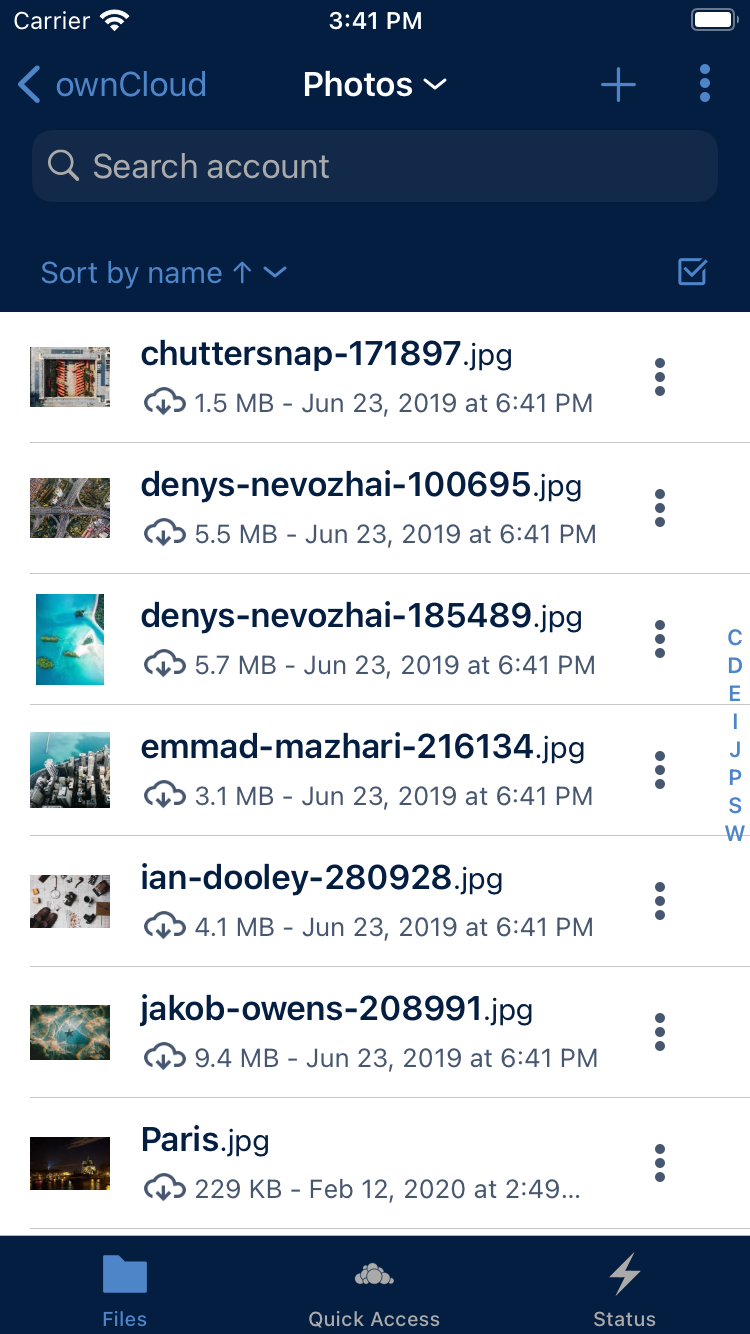 Carrier 3:41 PM
ownCloud Photos
Search account
Sort by name ↑
chuttersnap-171897.jpg
1.5 MB - Jun 23, 2019 at 6:41 PM
denys-nevozhai-100695.jpg
5.5 MB - Jun 23, 2019 at 6:41 PM
denys-nevozhai-185489.jpg
5.7 MB - Jun 23, 2019 at 6:41 PM
emmad-mazhari-216134.jpg
3.1 MB - Jun 23, 2019 at 6:41 PM
ian-dooley-280928.jpg
4.1 MB - Jun 23, 2019 at 6:41 PM
jakob-owens-208991.jpg
9.4 MB - Jun 23, 2019 at 6:41 PM
Paris.jpg
229 KB - Feb 12, 2020 at 2:49...
C
D
E
I
J
P
S
W
Files Quick Access Status